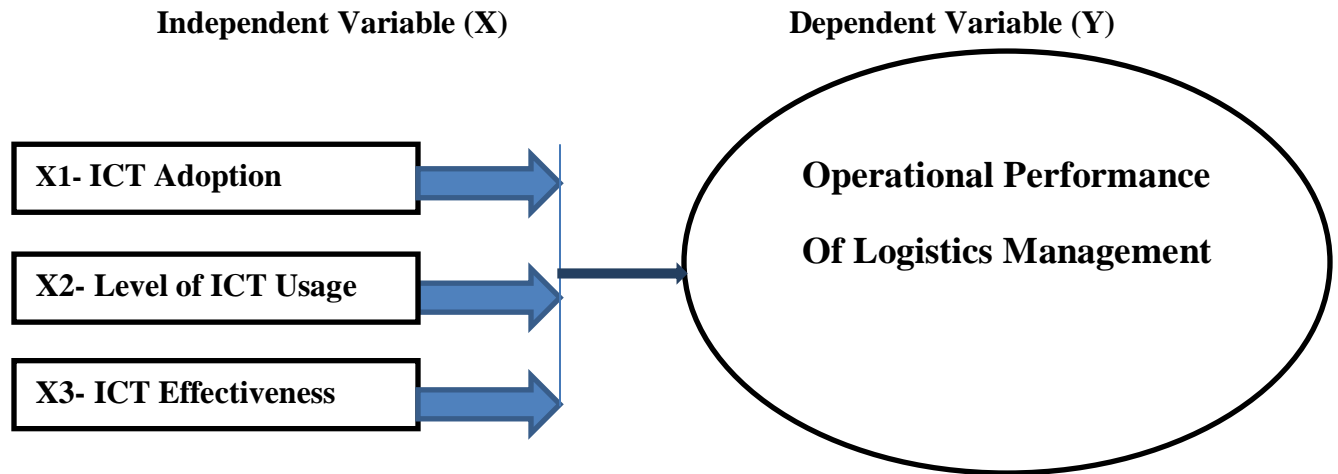 Independent Variable (X)
Dependent Variable (Y)
X1- ICT Adoption
X2- Level of ICT Usage
X3- ICT Effectiveness
Operational Performance
Of Logistics Management